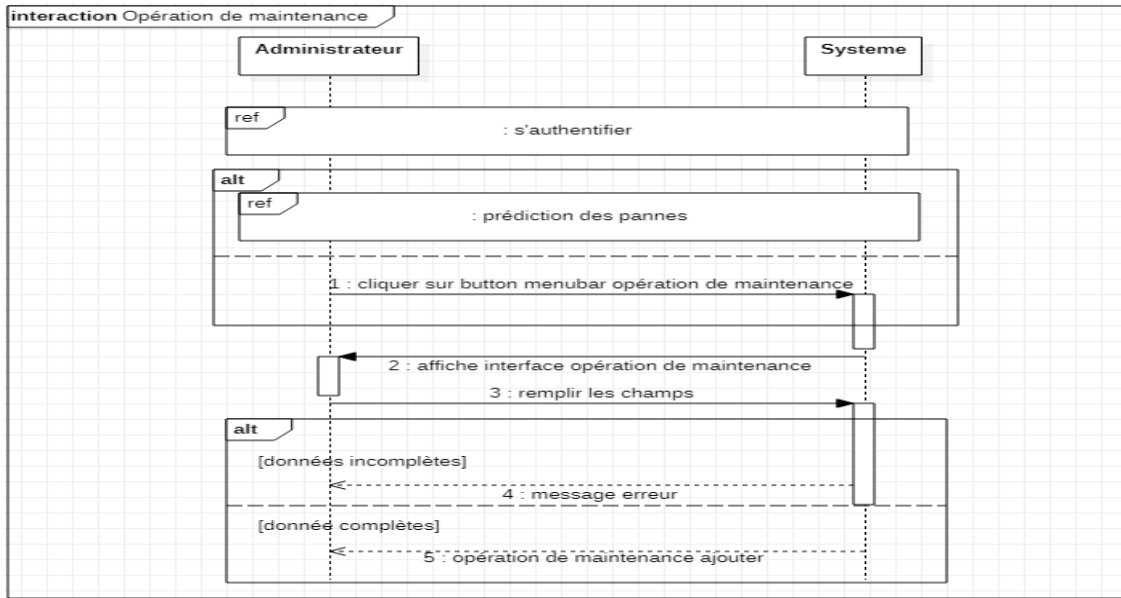 interaction Opération de maintenance
Administrateur
Systeme
ref
: s'authentifier
alt
ref
: prédiction des pannes
1 : cliquer sur button menubar opération de maintenance
2 : affiche interface opération de maintenance
3 : remplir les champs
alt
[données incomplètes]
4 : message erreur
[donnée complètes]
5 : opération de maintenance ajouter